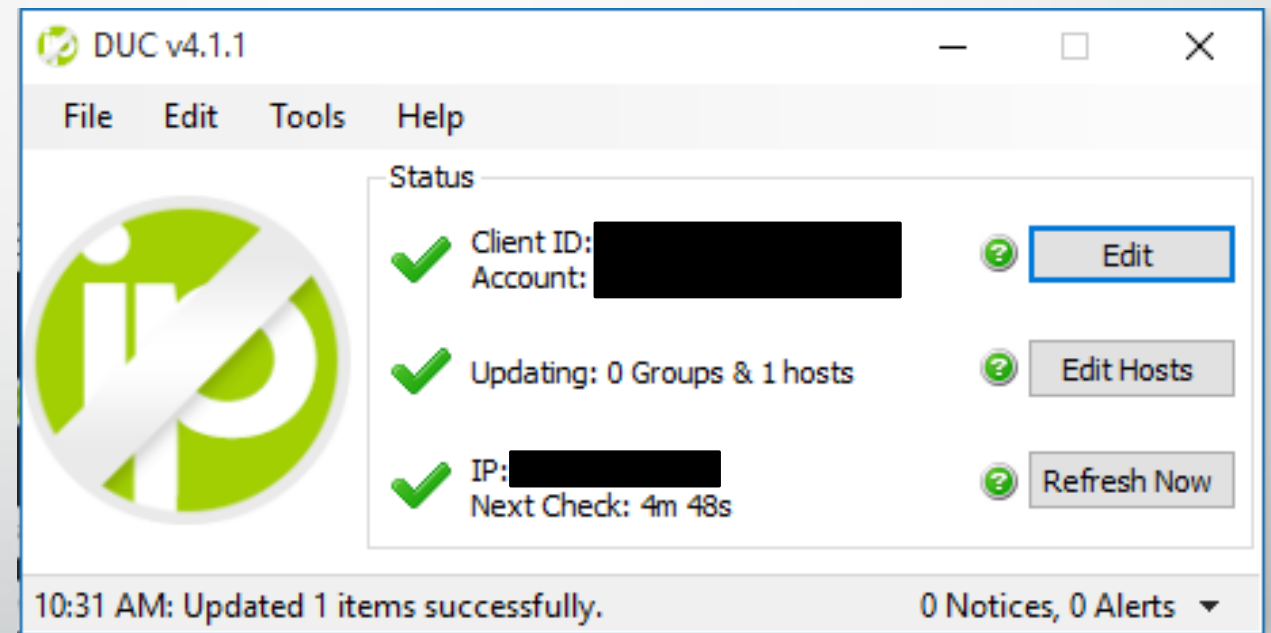 DUC v4.1.1
File Edit Tools Help
Status
Client ID:
Account:
Edit
Updating: 0 Groups & 1 hosts
Edit Hosts
IP:
Next Check: 4m 48s
Refresh Now
ip
10:31 AM: Updated 1 items successfully.
0 Notices, 0 Alerts